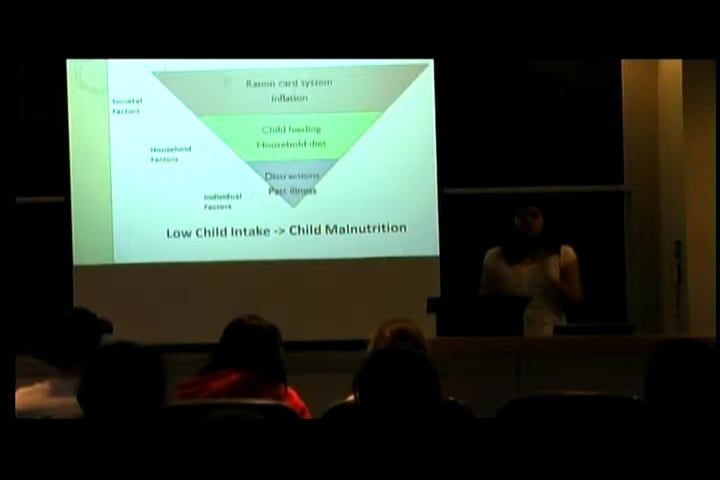 Ration card system
Inflation
Societal
Factors
Child feeding
Household diet
Household
Factors
Distractions
Past illness
Individual
Factors
Low Child Intake -> Child Malnutrition